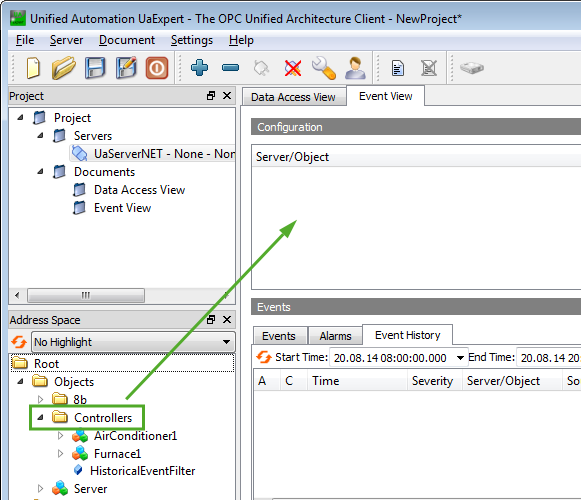 Unified Automation UaExpert - The OPC Unified Architecture Client - NewProject*
File Server Document Settings Help
Project
Project
Servers
UaServerNET - None - Non
Documents
Data Access View
Event View
Address Space
No Highlight
Root
Objects
8b
Controllers
AirConditioner1
Furnace1
HistoricalEventFilter
Server
Data Access View Event View
Configuration
Server/Object
Events
Events Alarms Event History
Start Time: 20.08.14 08:00:00.000 End Time: 20.08.14 20:
A C Time Severity Server/Object Sou